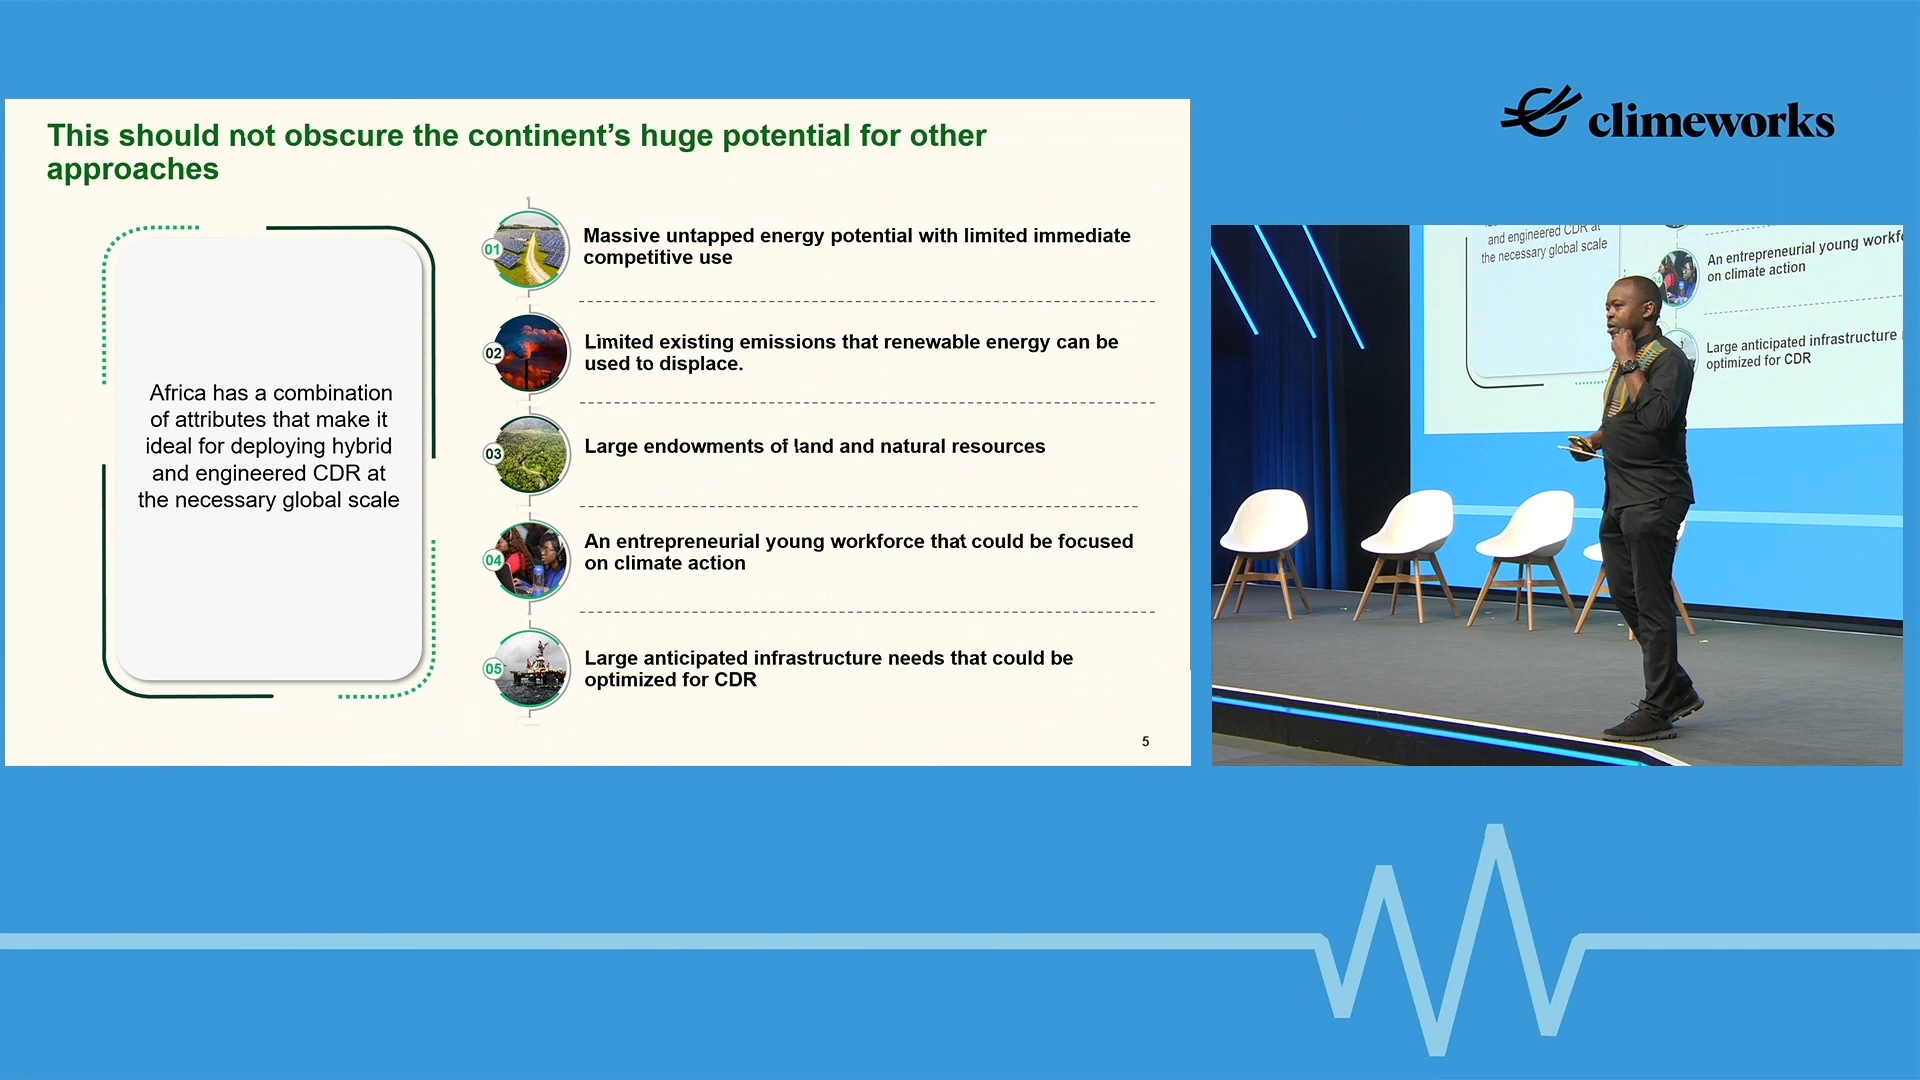 This should not obscure the continent's huge potential for other
approaches
Africa has a combination
of attributes that make it
ideal for deploying hybrid
and engineered CDR at
the necessary global scale
01
Massive untapped energy potential with limited immediate
competitive use
02
Limited existing emissions that renewable energy can be
used to displace.
03
Large endowments of land and natural resources
04
An entrepreneurial young workforce that could be focused
on climate action
05
Large anticipated infrastructure needs that could be
optimized for CDR
5
climeworks
and engineered CDR at
the necessary global scale
An entrepreneurial young
on climate action
Large anticipated infrastructure
optimized for CDR